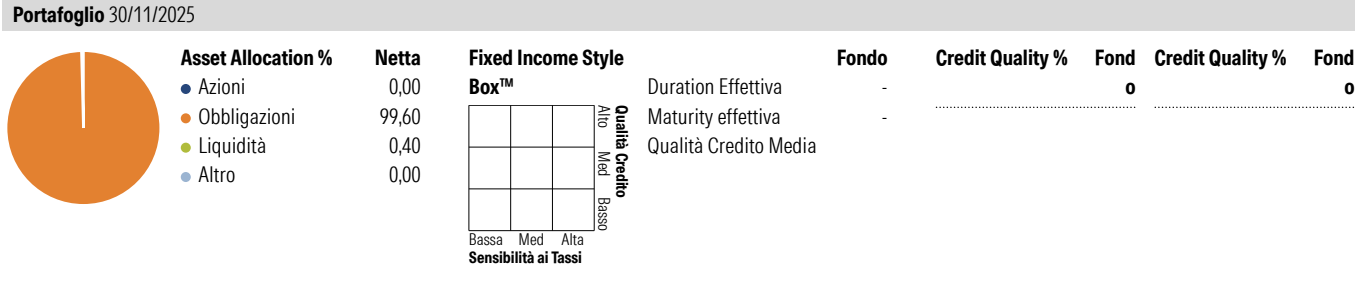 Portafoglio 30/11/2025
Asset Allocation % Netta
Azioni 0,00
Obbligazioni 99,60
Liquidità 0,40
Altro 0,00
Fixed Income Style
Box™
Alto Med Basso
Qualità Credito
Bassa Med Alta
Sensibilità ai Tassi
Fondo
Duration Effettiva -
Maturity effettiva -
Qualità Credito Media
Credit Quality % Fond
o
Credit Quality % Fond
o